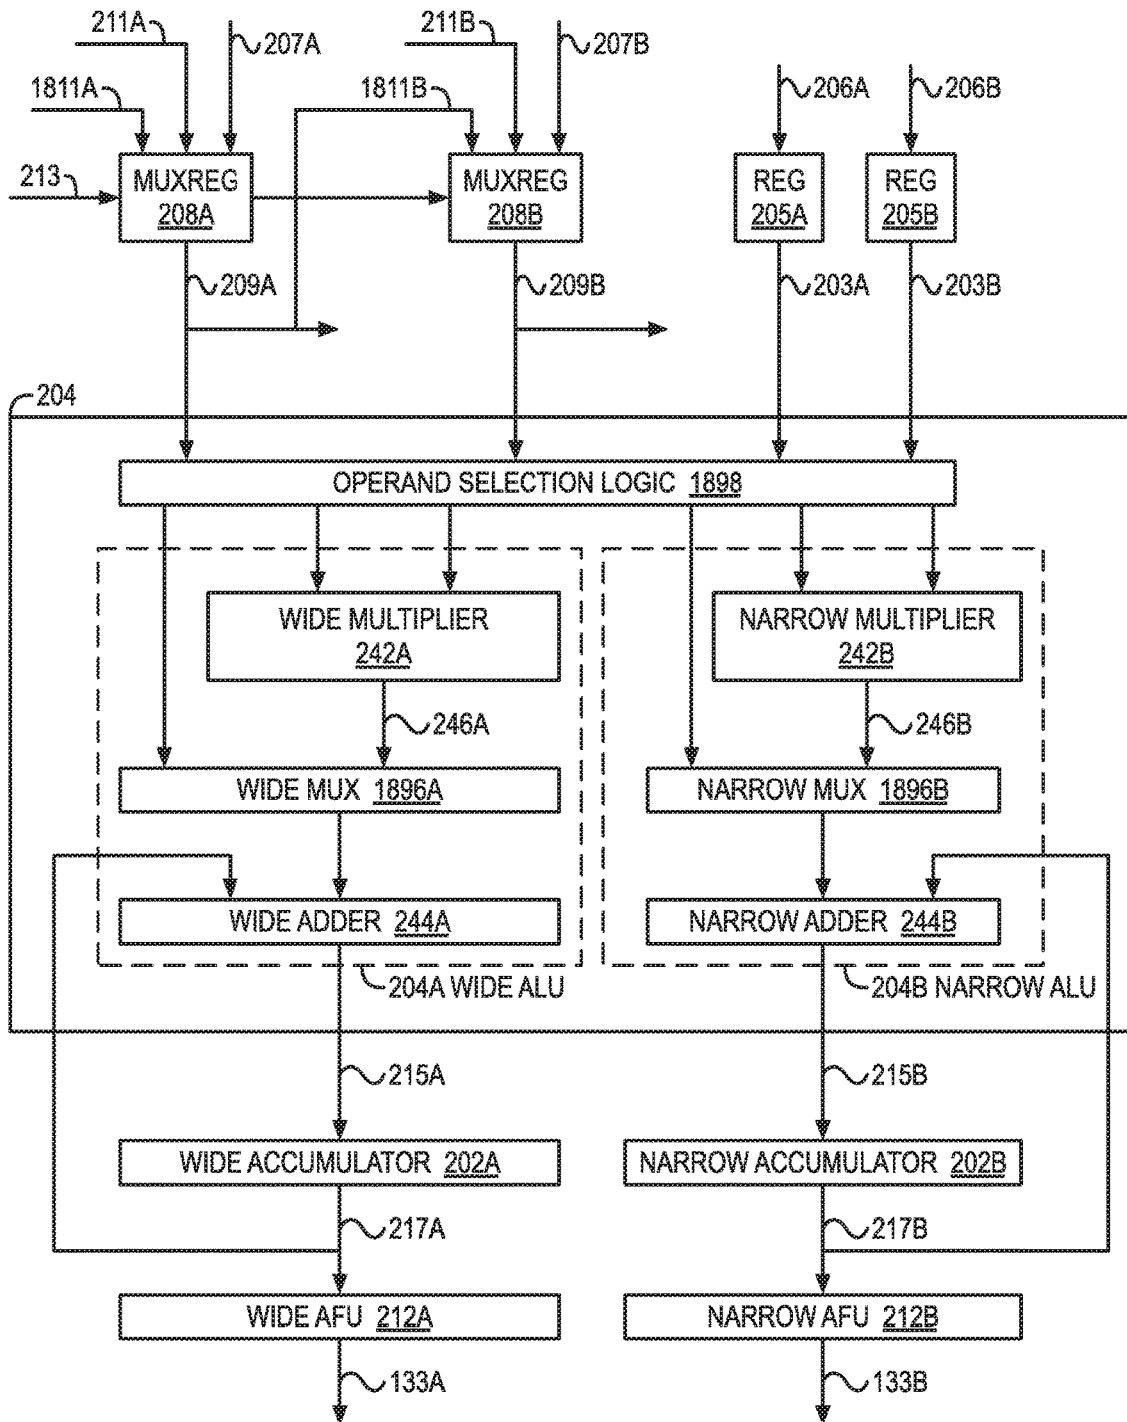 211A
207A
211B
207B
1811A
1811B
206A
206B
213
MUXREG
208A
MUXREG
208B
REG
205A
REG
205B
209A
209B
203A
203B
204
OPERAND SELECTION LOGIC 1898
WIDE MULTIPLIER
242A
NARROW MULTIPLIER
242B
246A
246B
WIDE MUX 1896A
NARROW MUX 1896B
WIDE ADDER 244A
NARROW ADDER 244B
204A WIDE ALU
204B NARROW ALU
215A
215B
WIDE ACCUMULATOR 202A
NARROW ACCUMULATOR 202B
217A
217B
WIDE AFU 212A
NARROW AFU 212B
133A
133B